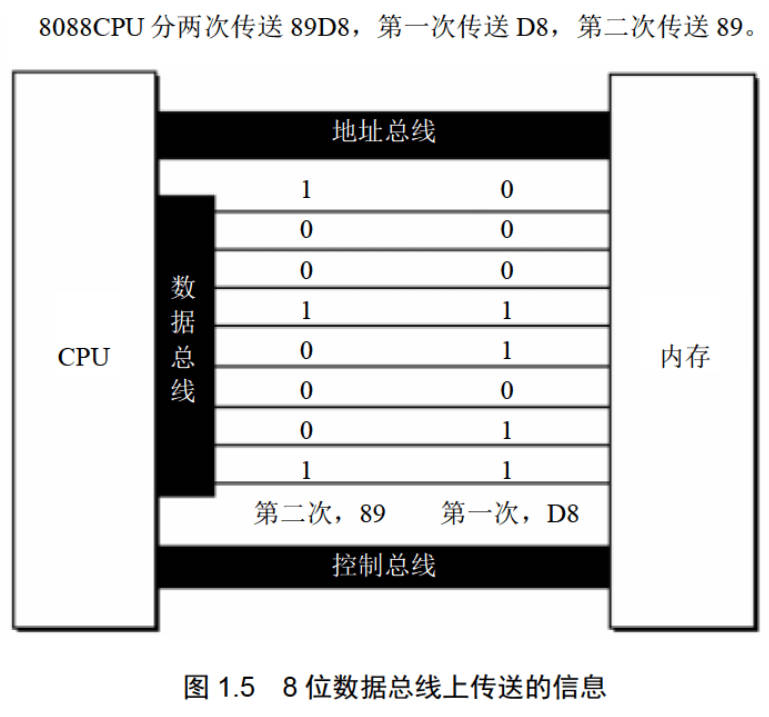 8088CPU 分两次传送 89D8，第一次传送 D8，第二次传送 89。
地址总线
1 0
0 0
0 0
1 1
0 1
0 0
0 1
1 1
数据总线
CPU
内存
第二次，89 第一次，D8
控制总线
图 1.5 8 位数据总线上传送的信息